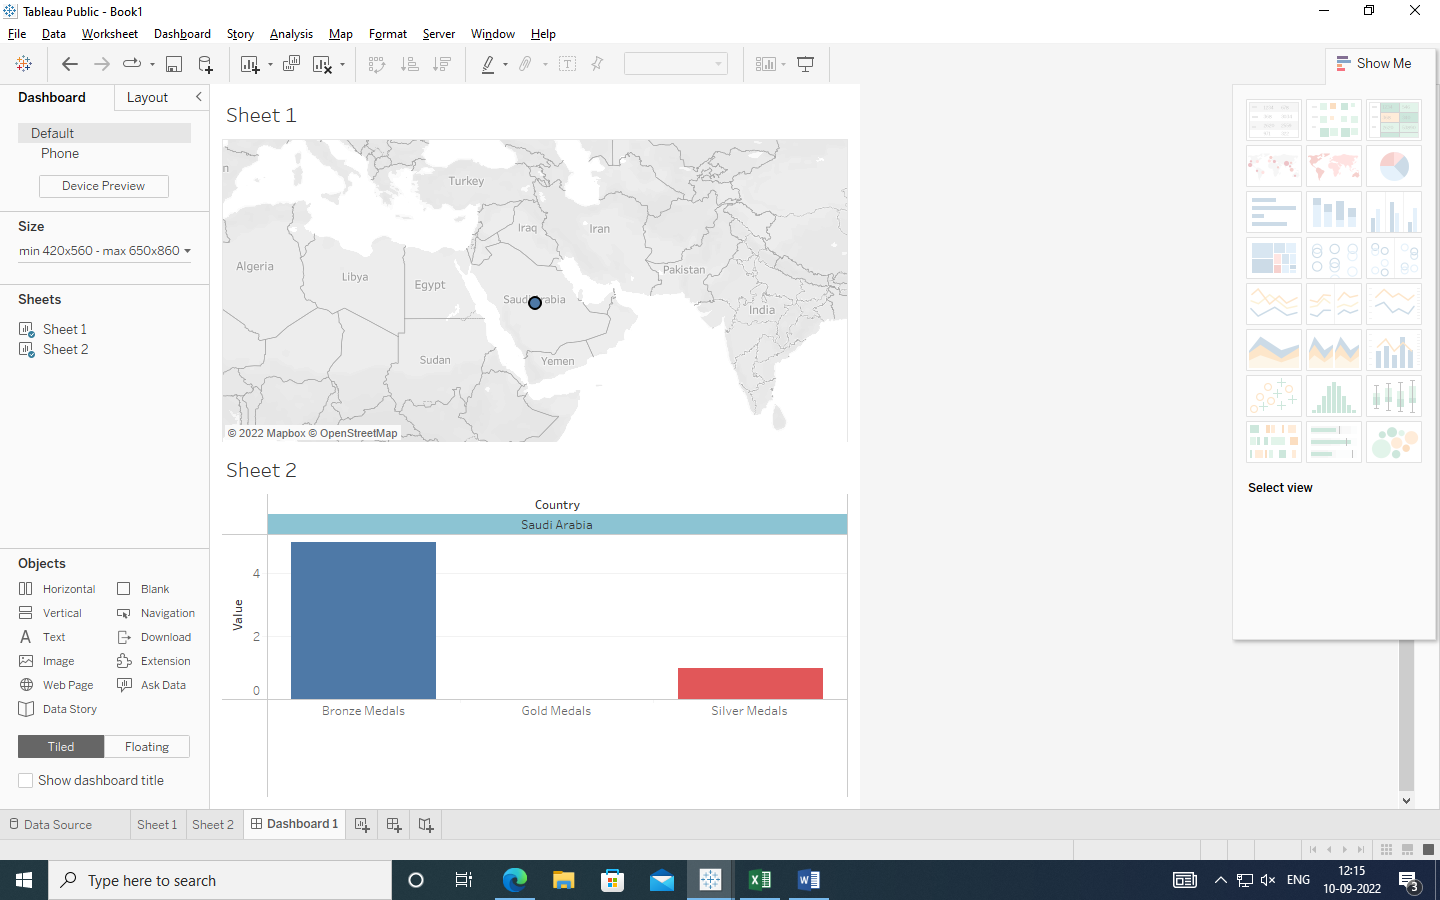 Tableau Public - Book1
File Data Worksheet Dashboard Story Analysis Map Format Server Window Help
Show Me
Dashboard Layout
Default
Phone
Device Preview
Size
min 420x560 - max 650x860
Sheets
Sheet 1
Sheet 2
Objects
Horizontal Blank
Vertical Navigation
Text Download
Image Extension
Web Page Ask Data
Data Story
Tiled Floating
Show dashboard title
Sheet 1
Turkey
Iraq
Iran
Algeria
Libya
Egypt
Pakistan
India
Sudan
Yemen
© 2022 Mapbox © OpenStreetMap
Sheet 2
Country
Saudi Arabia
Value
4
2
0
Bronze Medals Gold Medals Silver Medals
Select view
Data Source Sheet 1 Sheet 2 Dashboard 1
Type here to search
ENG
12:15
10-09-2022
3